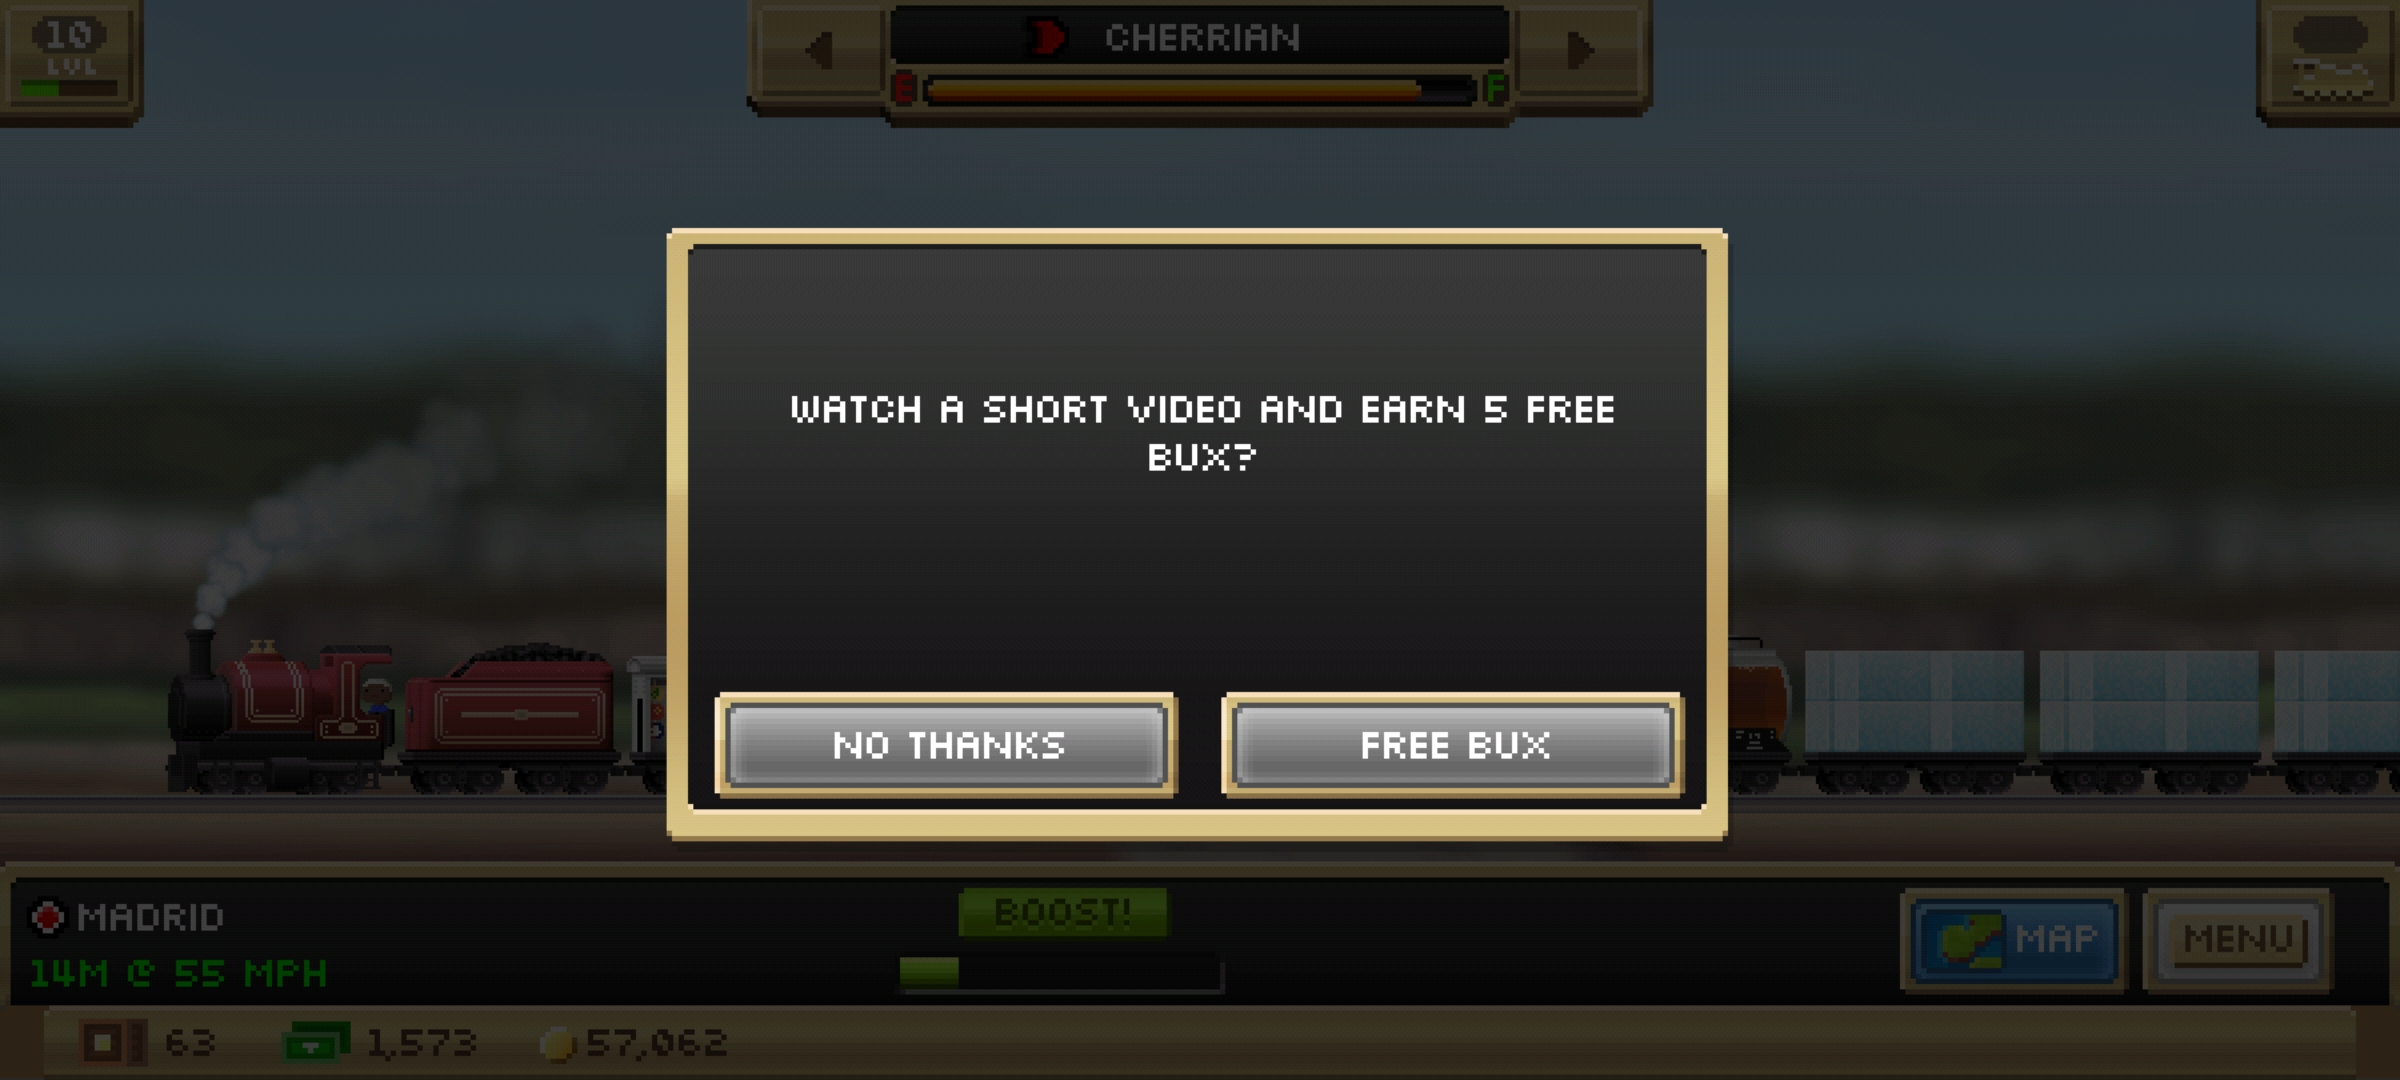 10
LVL
CHERRIAN
E
F
WATCH A SHORT VIDEO AND EARN 5 FREE
BUX?
NO THANKS
FREE BUX
MADRID
14M @ 55 MPH
BOOST!
MAP
MENU
63
1,573
57,062